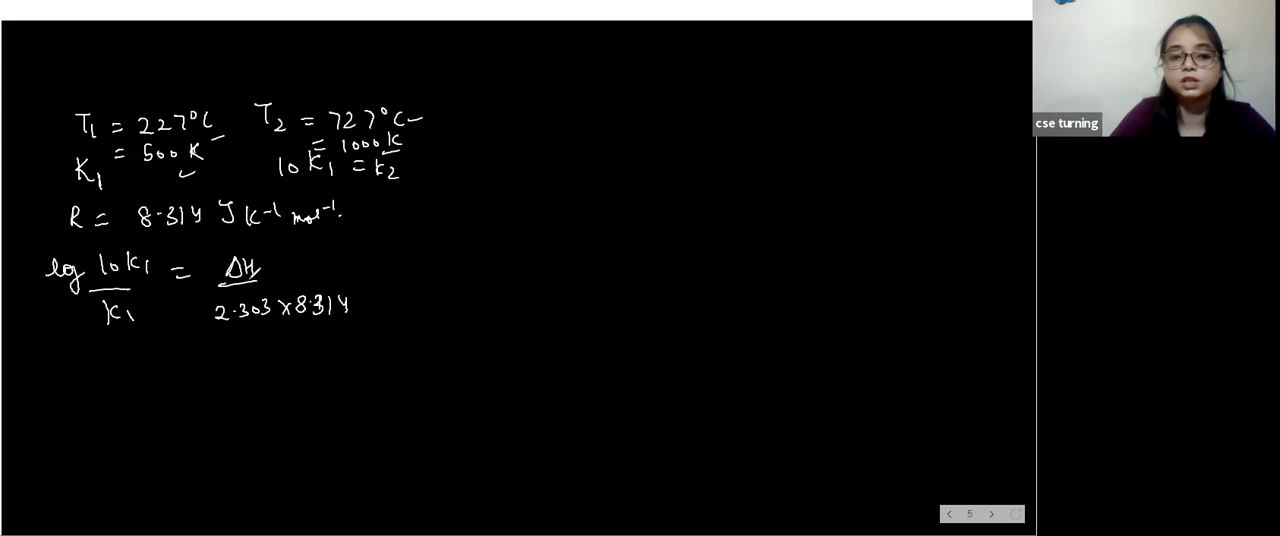 T1 = 227°C T2 = 727°C
= 500 K = 1000 K
K1 10 K1 = K2
R = 8.314 J K-1 mol-1.
log 10K1 = ΔH
K1 2.303 x 8.314
cse turning
5